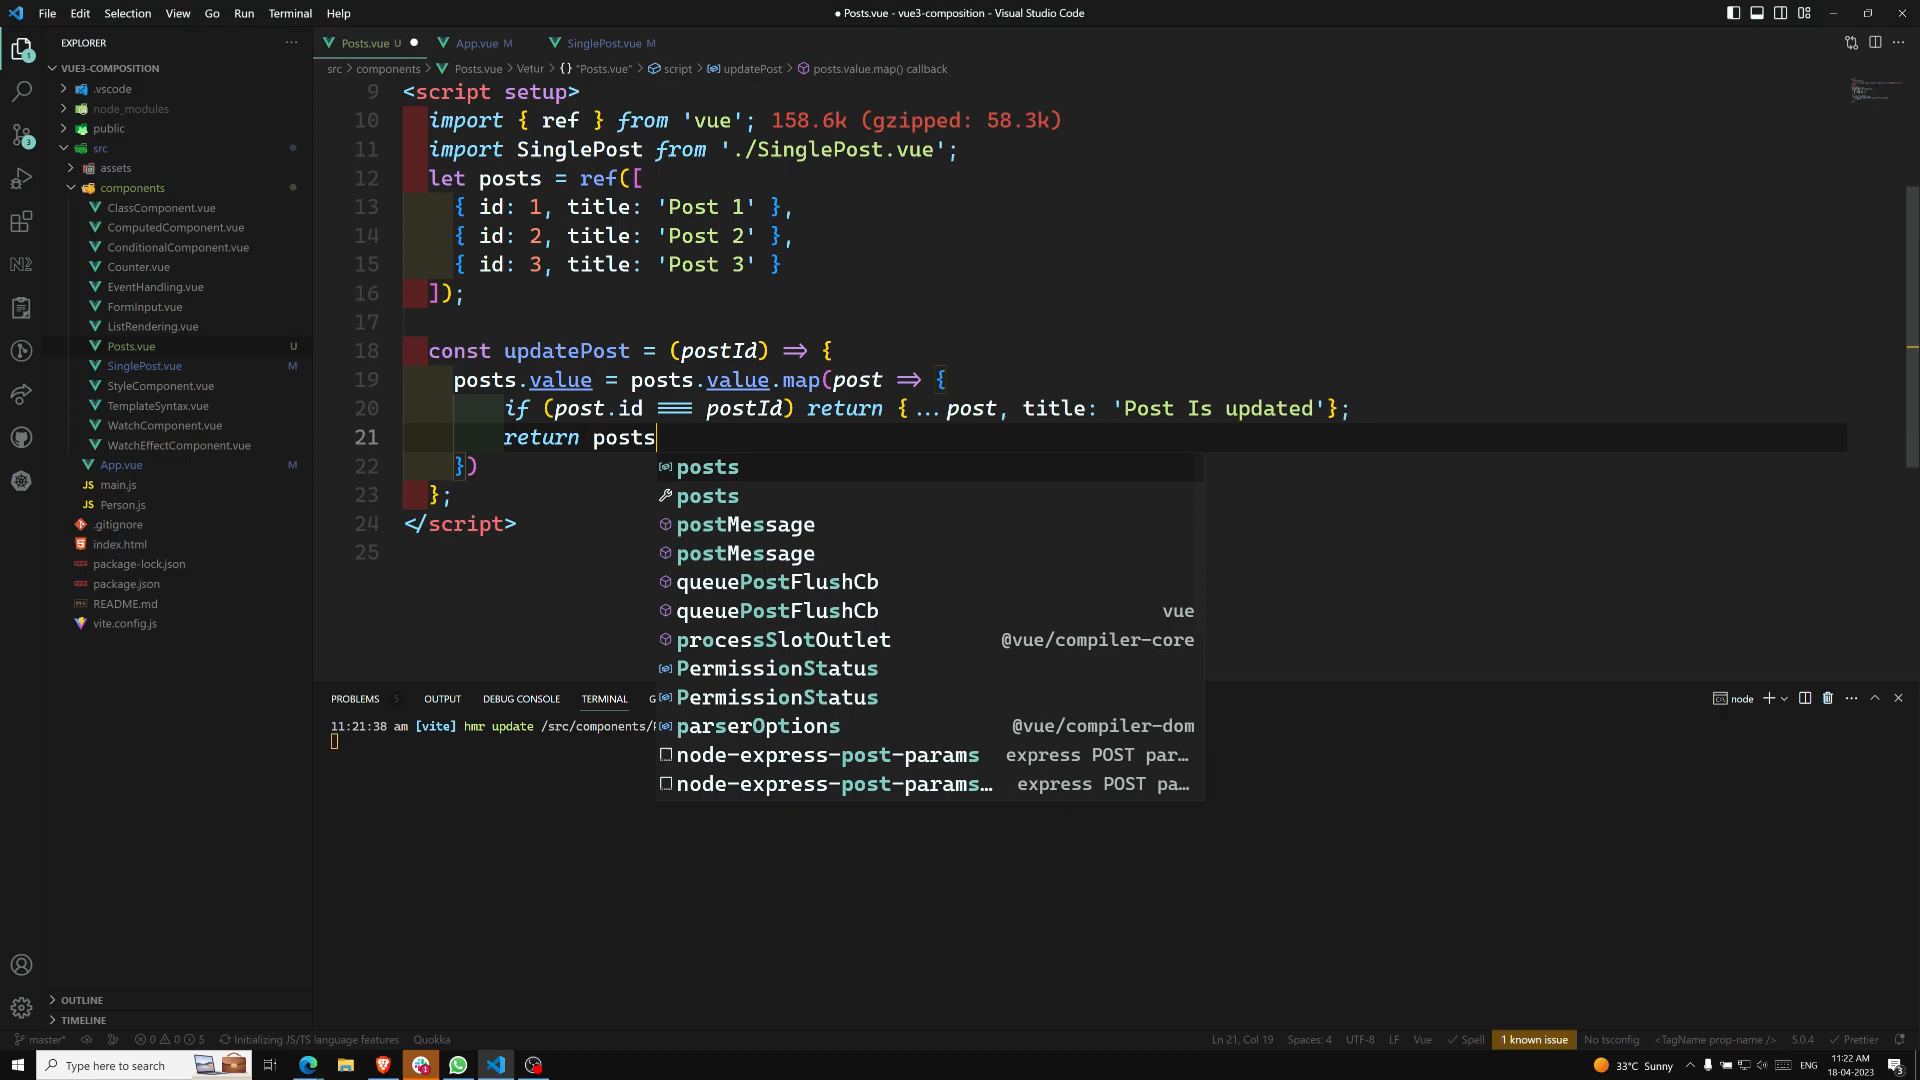 File Edit Selection View Go Run Terminal Help
Posts.vue - vue3-composition - Visual Studio Code
EXPLORER
VUE3-COMPOSITION
.vscode
node_modules
public
src
assets
components
ClassComponent.vue
ComputedComponent.vue
ConditionalComponent.vue
Counter.vue
EventHandling.vue
FormInput.vue
ListRendering.vue
Posts.vue U
SinglePost.vue M
StyleComponent.vue
TemplateSyntax.vue
WatchComponent.vue
WatchEffectComponent.vue
App.vue M
main.js
Person.js
.gitignore
index.html
package-lock.json
package.json
README.md
vite.config.js
OUTLINE
TIMELINE
Posts.vue U App.vue M SinglePost.vue M
src > components > Posts.vue > Vetur > {} "Posts.vue" > script > updatePost > posts.value.map() callback
9 <script setup>
10 import { ref } from 'vue'; 158.6k (gzipped: 58.3k)
11 import SinglePost from './SinglePost.vue';
12 let posts = ref([
13 { id: 1, title: 'Post 1' },
14 { id: 2, title: 'Post 2' },
15 { id: 3, title: 'Post 3' }
16 ]);
17
18 const updatePost = (postId) => {
19 posts.value = posts.value.map(post => {
20 if (post.id === postId) return {...post, title: 'Post Is updated'};
21 return posts
22 })
23 };
24 </script>
25
posts
posts
postMessage
postMessage
queuePostFlushCb
queuePostFlushCb vue
processSlotOutlet @vue/compiler-core
PermissionStatus
PermissionStatus
parserOptions @vue/compiler-dom
node-express-post-params express POST par…
node-express-post-params… express POST pa…
PROBLEMS 5 OUTPUT DEBUG CONSOLE TERMINAL G
node
11:21:38 am [vite] hmr update /src/components/
master* 0 0 5 Initializing JS/TS language features Quokka
Ln 21, Col 19 Spaces: 4 UTF-8 LF Vue Spell 1 known issue No tsconfig <TagName prop-name /> 5.0.4 Prettier
Type here to search
33°C Sunny ENG 11:22 AM
18-04-2023